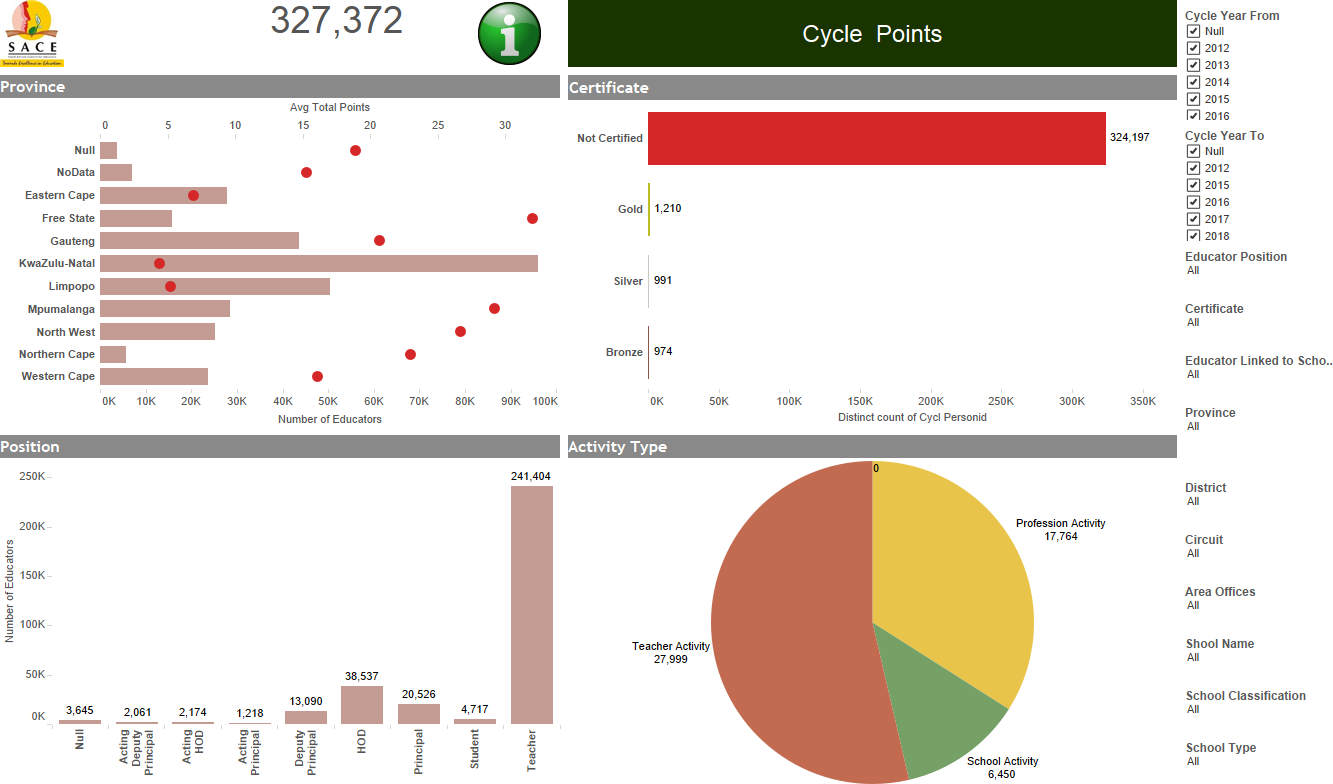 SACE
Towards Excellence in Education
327,372
i
Cycle Points
Province
Avg Total Points
0 5 10 15 20 25 30
Null
NoData
Eastern Cape
Free State
Gauteng
KwaZulu-Natal
Limpopo
Mpumalanga
North West
Northern Cape
Western Cape
0K 10K 20K 30K 40K 50K 60K 70K 80K 90K 100K
Number of Educators
Certificate
Not Certified 324,197
Gold 1,210
Silver 991
Bronze 974
0K 50K 100K 150K 200K 250K 300K 350K
Distinct count of Cycl Personid
Position
Number of Educators
250K
200K
150K
100K
50K
0K
3,645
2,061
2,174
1,218
13,090
38,537
20,526
4,717
241,404
Null
Acting
Deputy
Principal
Acting
HOD
Acting
Principal
Deputy
Principal
HOD
Principal
Student
Teacher
Activity Type
0
Profession Activity
17,764
Teacher Activity
27,999
School Activity
6,450
Cycle Year From
Null
2012
2013
2014
2015
2016
Cycle Year To
Null
2012
2015
2016
2017
2018
Educator Position
All
Certificate
All
Educator Linked to Scho..
All
Province
All
District
All
Circuit
All
Area Offices
All
Shool Name
All
School Classification
All
School Type
All